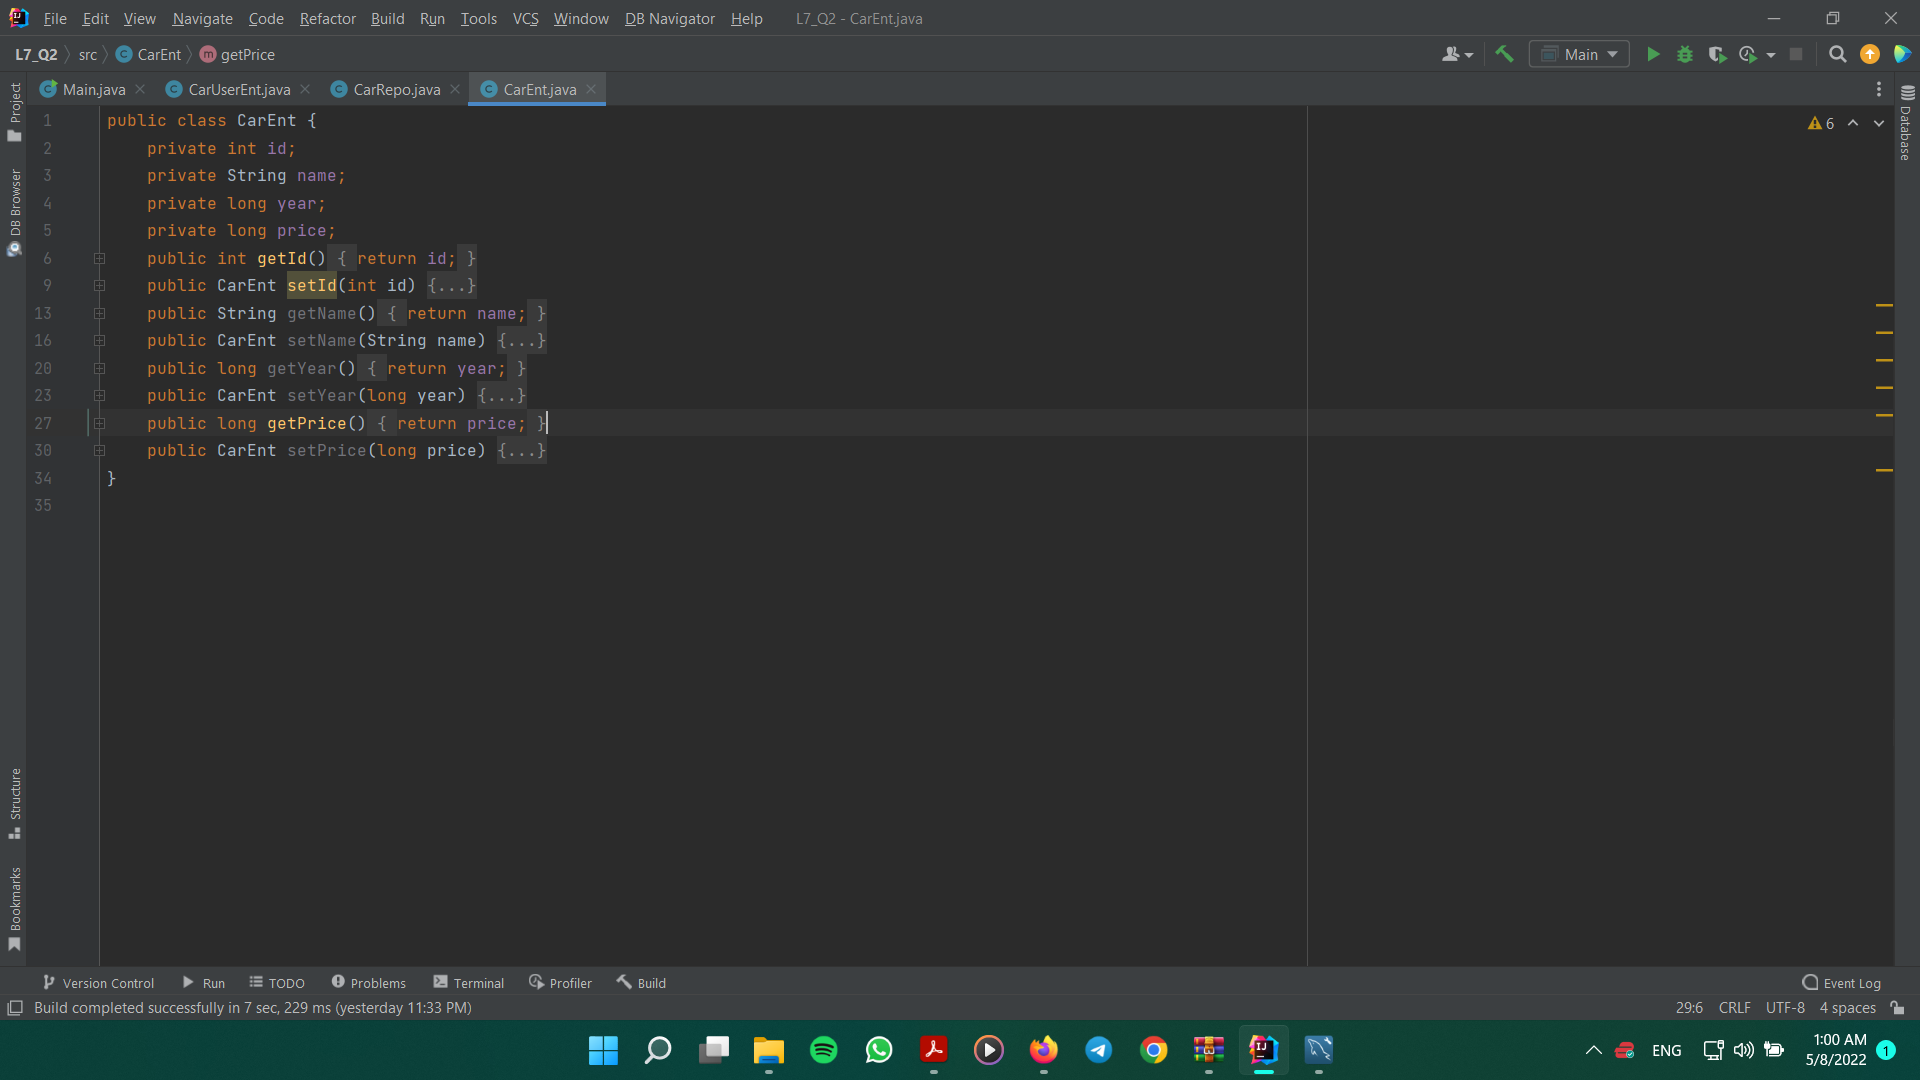 File Edit View Navigate Code Refactor Build Run Tools VCS Window DB Navigator Help L7_Q2 - CarEnt.java
L7_Q2 src CarEnt getPrice Main
Main.java CarUserEnt.java CarRepo.java CarEnt.java
Project
DB Browser
Structure
Bookmarks
1 public class CarEnt {
2 private int id;
3 private String name;
4 private long year;
5 private long price;
6 public int getId() { return id; }
9 public CarEnt setId(int id) {...}
13 public String getName() { return name; }
16 public CarEnt setName(String name) {...}
20 public long getYear() { return year; }
23 public CarEnt setYear(long year) {...}
27 public long getPrice() { return price; }
30 public CarEnt setPrice(long price) {...}
34 }
35
6
Database
Version Control Run TODO Problems Terminal Profiler Build Event Log
Build completed successfully in 7 sec, 229 ms (yesterday 11:33 PM) 29:6 CRLF UTF-8 4 spaces
ENG 1:00 AM 1
5/8/2022